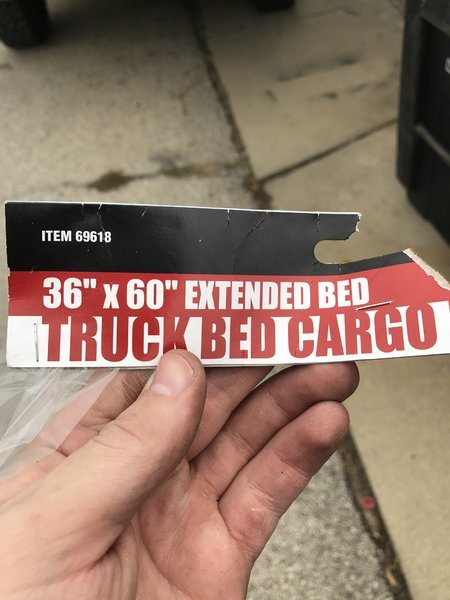 ITEM 69618
36" x 60" EXTENDED BED
TRUCK BED CARGO